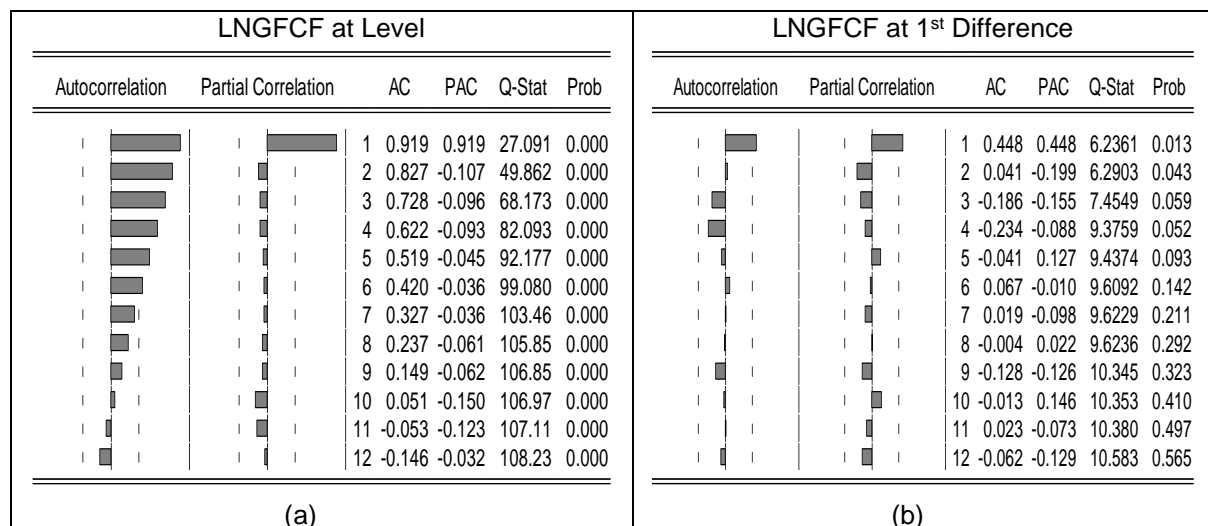 LNGFCF at Level
Autocorrelation Partial Correlation AC PAC Q-Stat Prob
1 0.919 0.919 27.091 0.000
2 0.827 -0.107 49.862 0.000
3 0.728 -0.096 68.173 0.000
4 0.622 -0.093 82.093 0.000
5 0.519 -0.045 92.177 0.000
6 0.420 -0.036 99.080 0.000
7 0.327 -0.036 103.46 0.000
8 0.237 -0.061 105.85 0.000
9 0.149 -0.062 106.85 0.000
10 0.051 -0.150 106.97 0.000
11 -0.053 -0.123 107.11 0.000
12 -0.146 -0.032 108.23 0.000
(a)
LNGFCF at 1st Difference
Autocorrelation Partial Correlation AC PAC Q-Stat Prob
1 0.448 0.448 6.2361 0.013
2 0.041 -0.199 6.2903 0.043
3 -0.186 -0.155 7.4549 0.059
4 -0.234 -0.088 9.3759 0.052
5 -0.041 0.127 9.4374 0.093
6 0.067 -0.010 9.6092 0.142
7 0.019 -0.098 9.6229 0.211
8 -0.004 0.022 9.6236 0.292
9 -0.128 -0.126 10.345 0.323
10 -0.013 0.146 10.353 0.410
11 0.023 -0.073 10.380 0.497
12 -0.062 -0.129 10.583 0.565
(b)